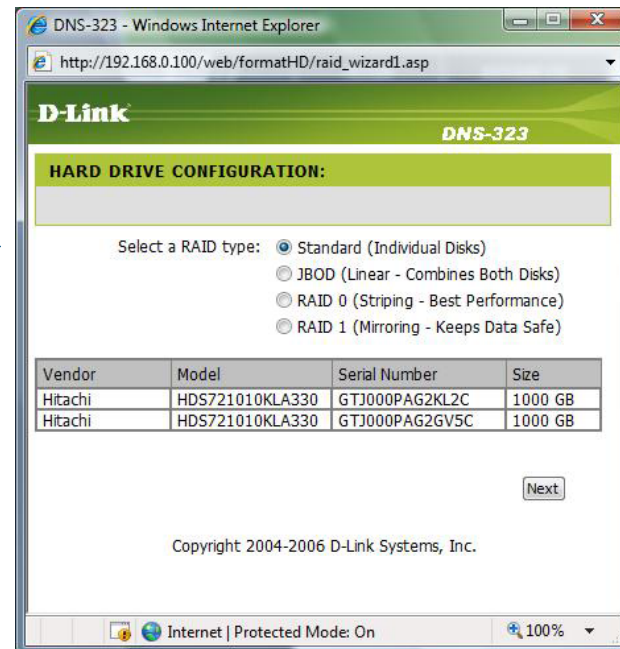 DNS-323 - Windows Internet Explorer
http://192.168.0.100/web/formatHD/raid_wizard1.asp
D-Link
DNS-323
HARD DRIVE CONFIGURATION:
Select a RAID type: Standard (Individual Disks)
JBOD (Linear - Combines Both Disks)
RAID 0 (Striping - Best Performance)
RAID 1 (Mirroring - Keeps Data Safe)
Vendor Model Serial Number Size
Hitachi HDS721010KLA330 GTJ000PAG2KL2C 1000 GB
Hitachi HDS721010KLA330 GTJ000PAG2GV5C 1000 GB
Next
Copyright 2004-2006 D-Link Systems, Inc.
Internet | Protected Mode: On 100%